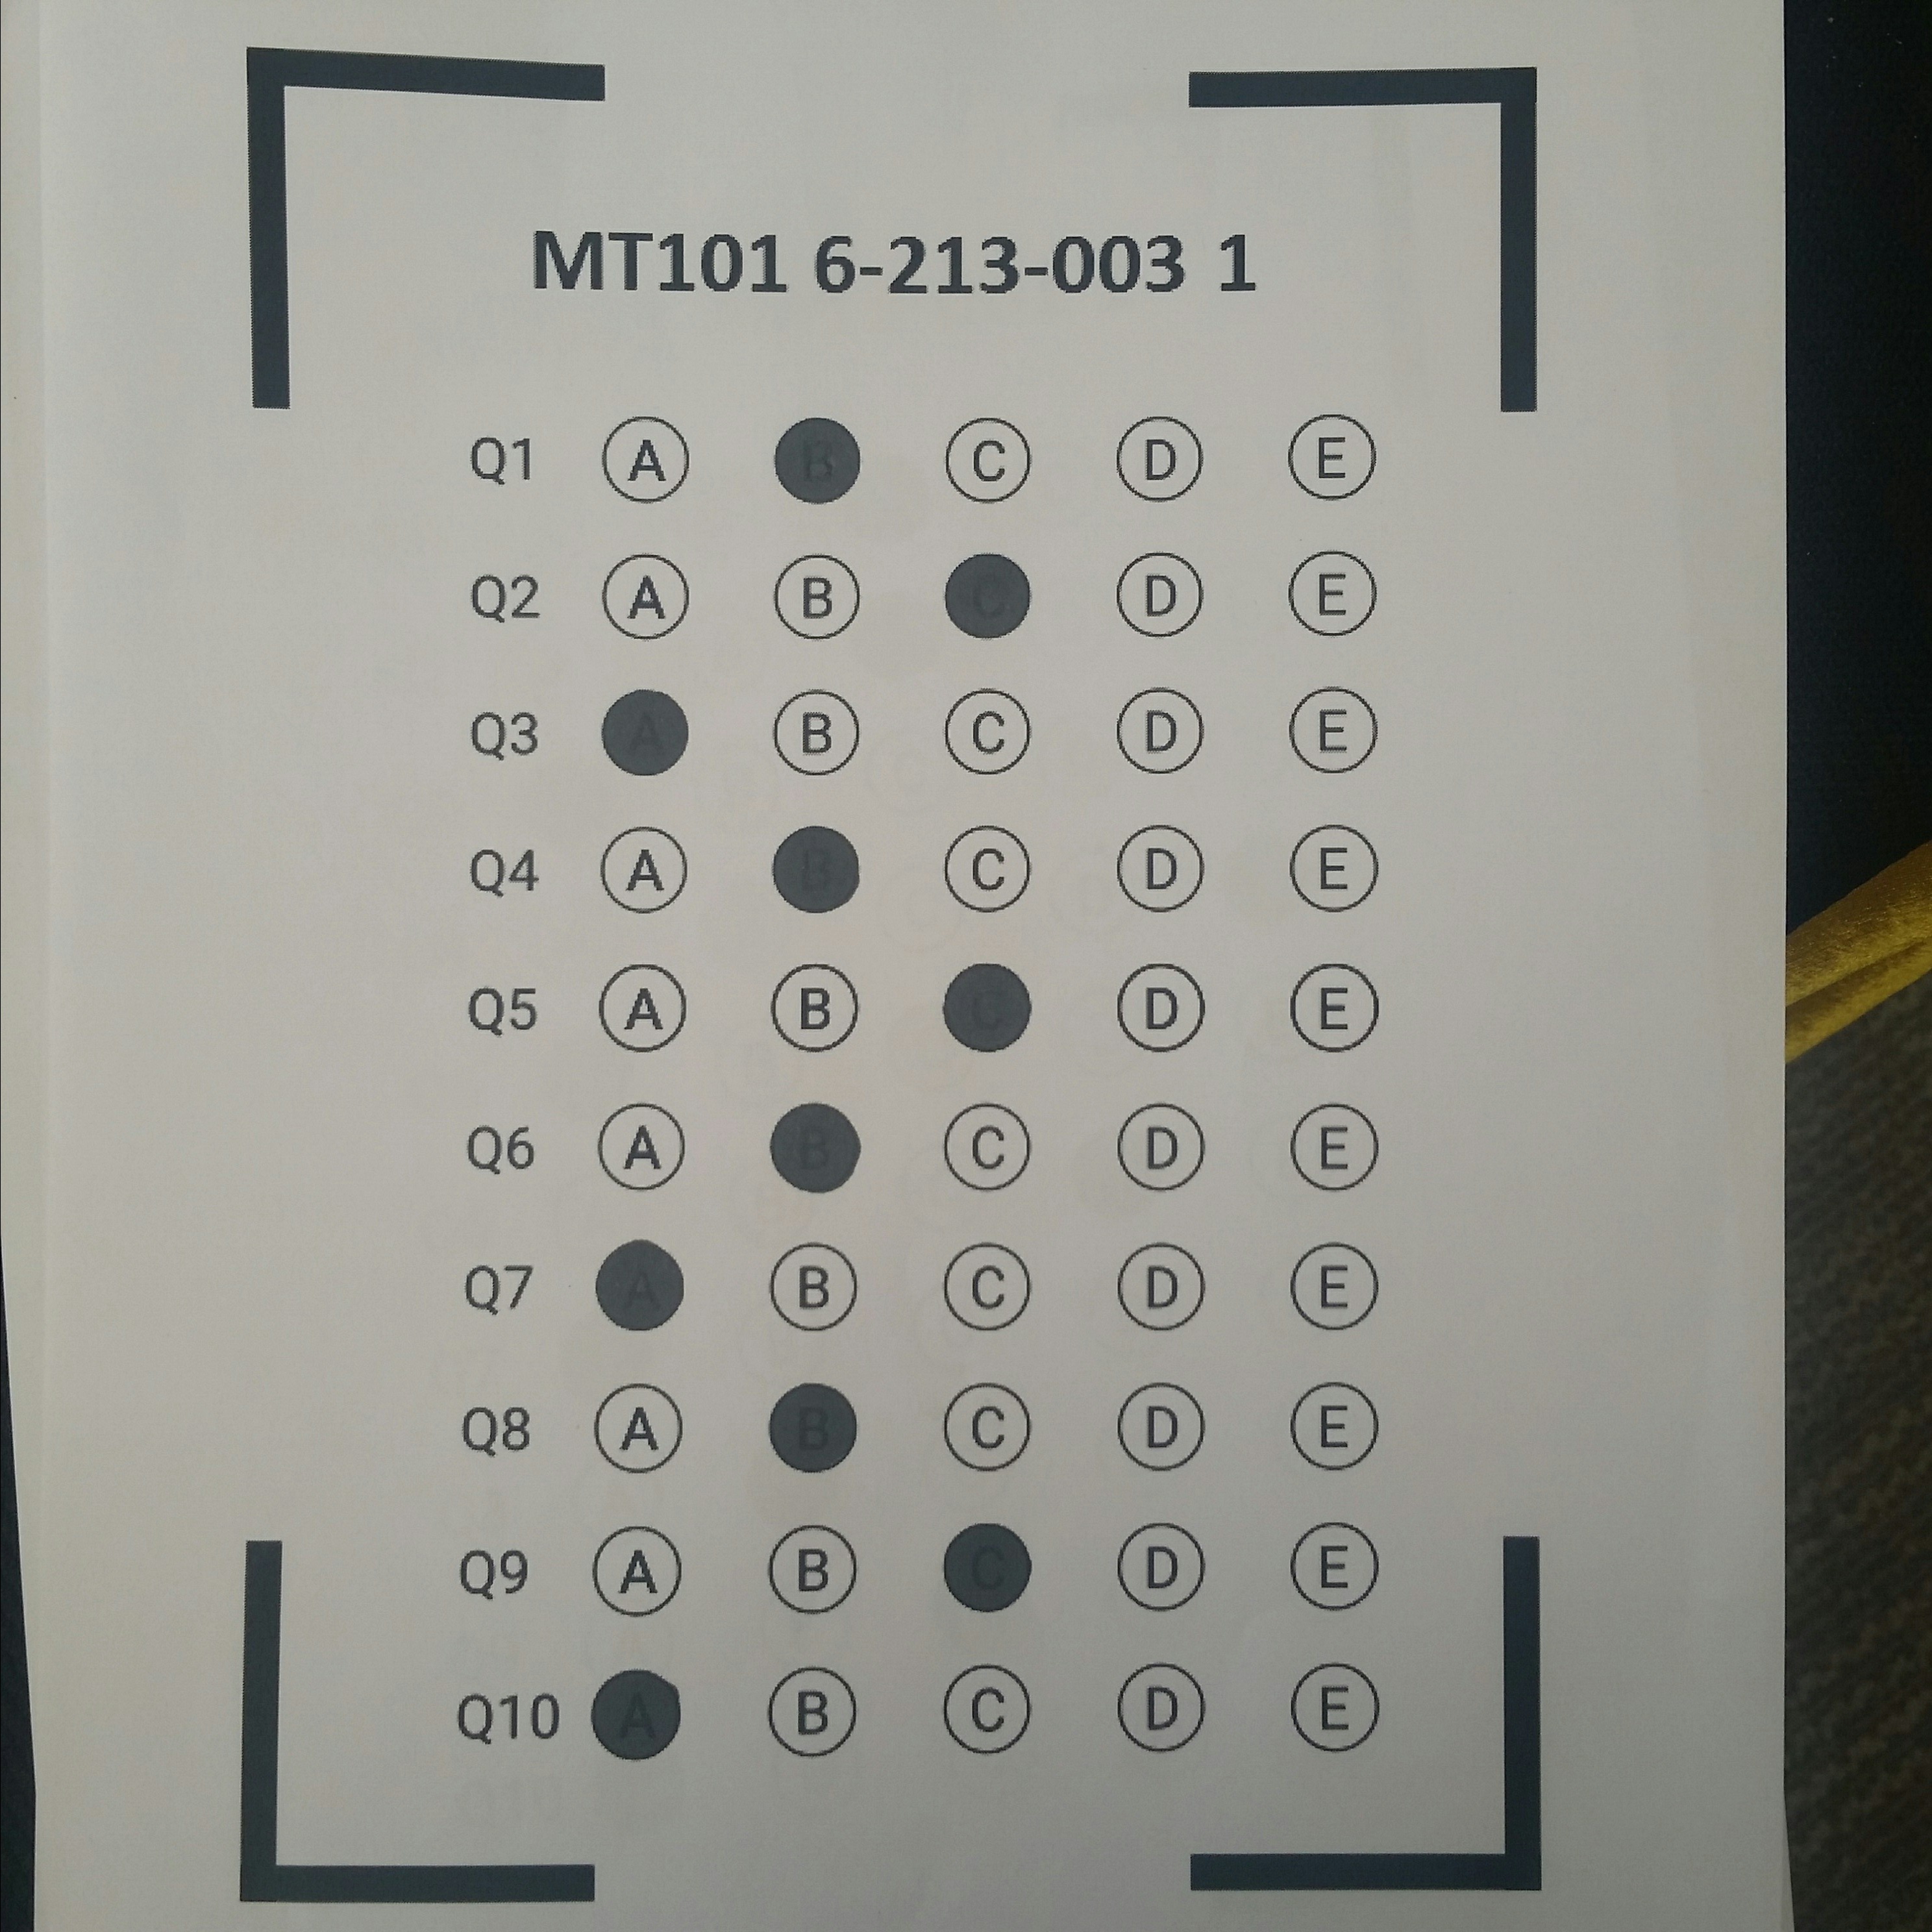 MT101 6-213-003 1
Q1 A B C D E
Q2 A B C D E
Q3 A B C D E
Q4 A B C D E
Q5 A B C D E
Q6 A B C D E
Q7 A B C D E
Q8 A B C D E
Q9 A B C D E
Q10 A B C D E